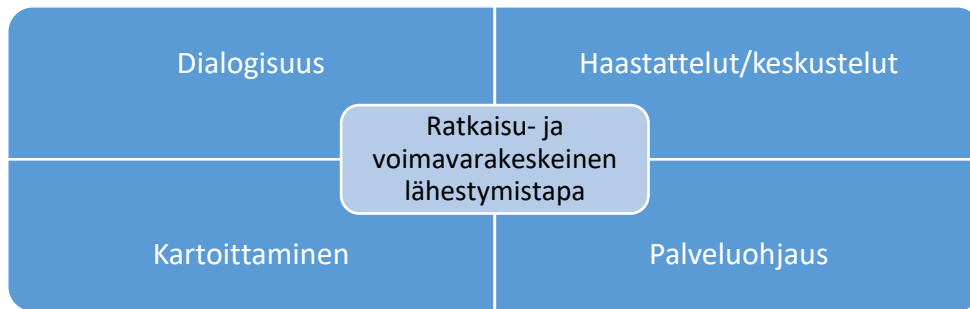 Dialogisuus
Haastattelut/keskustelut
Ratkaisu- ja
voimavarakeskeinen
lähestymistapa
Kartoittaminen
Palveluohjaus